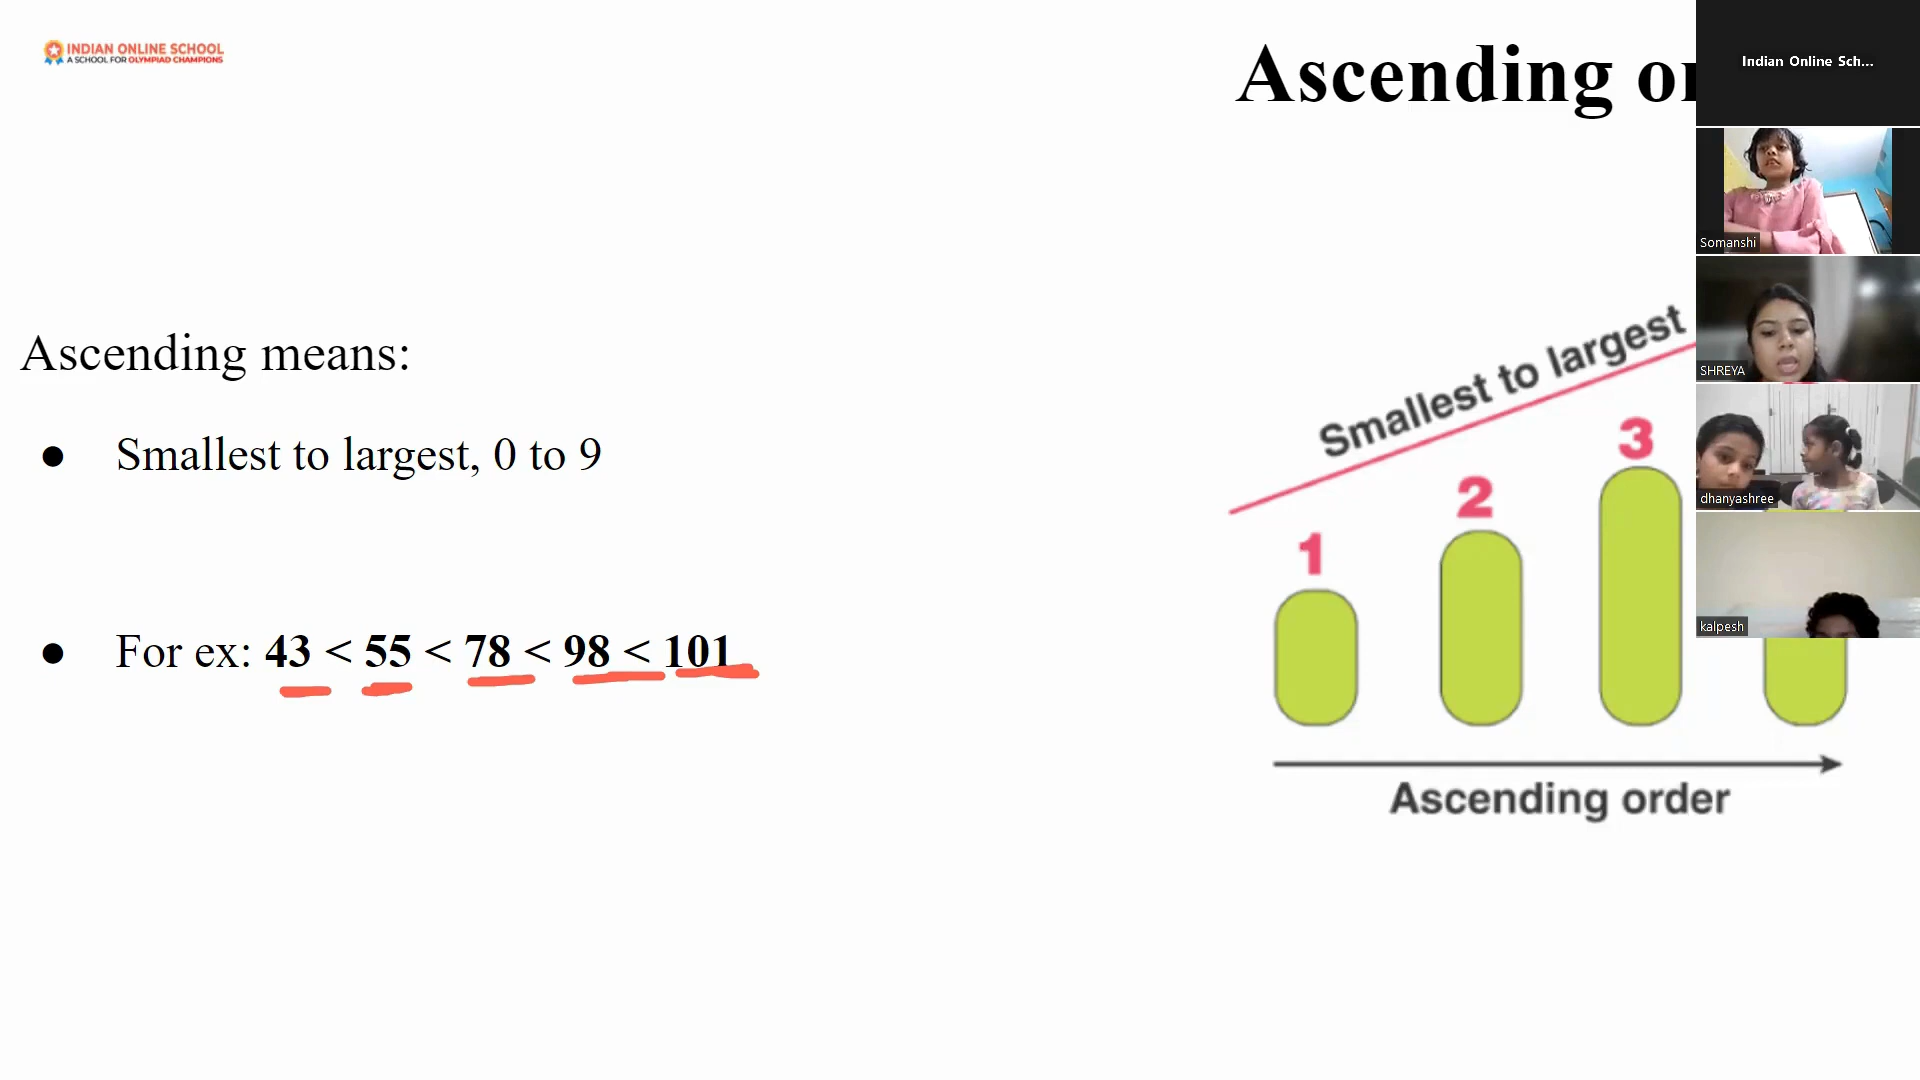 INDIAN ONLINE SCHOOL
A SCHOOL FOR OLYMPIAD CHAMPIONS
Ascending or
Indian Online Sch...
Somanshi
SHREYA
dhanyashree
kalpesh
Ascending means:
● Smallest to largest, 0 to 9
● For ex: 43 < 55 < 78 < 98 < 101
Smallest to largest
1
2
3
Ascending order